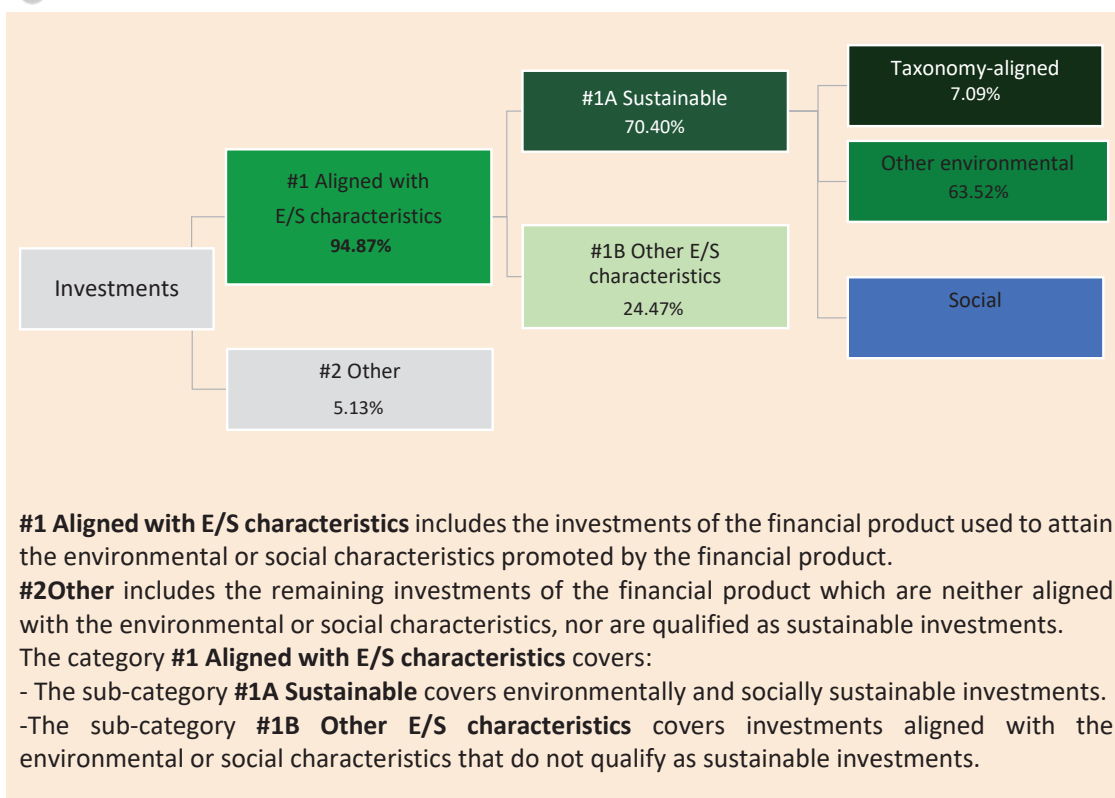 Investments
#1 Aligned with
E/S characteristics
94.87%
#2 Other
5.13%
#1A Sustainable
70.40%
#1B Other E/S
characteristics
24.47%
Taxonomy-aligned
7.09%
Other environmental
63.52%
Social
#1 Aligned with E/S characteristics includes the investments of the financial product used to attain
the environmental or social characteristics promoted by the financial product.
#2Other includes the remaining investments of the financial product which are neither aligned
with the environmental or social characteristics, nor are qualified as sustainable investments.
The category #1 Aligned with E/S characteristics covers:
- The sub-category #1A Sustainable covers environmentally and socially sustainable investments.
-The sub-category #1B Other E/S characteristics covers investments aligned with the
environmental or social characteristics that do not qualify as sustainable investments.